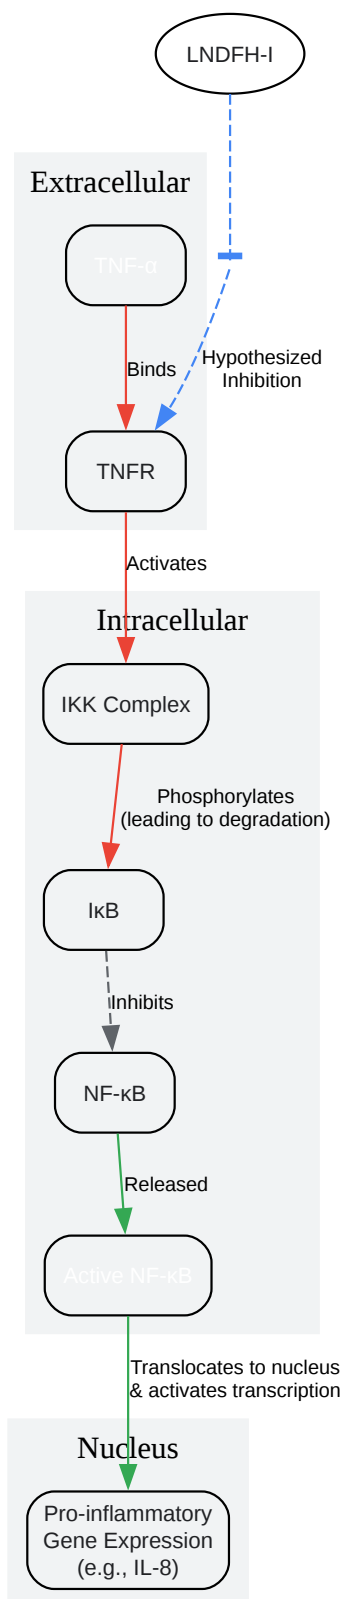 LNDFH-I
Extracellular
TNF-α
Binds
Hypothesized
Inhibition
TNFR
Activates
Intracellular
IKK Complex
Phosphorylates
(leading to degradation)
IκB
Inhibits
NF-κB
Released
Active NF-κB
Translocates to nucleus
& activates transcription
Nucleus
Pro-inflammatory
Gene Expression
(e.g., IL-8)